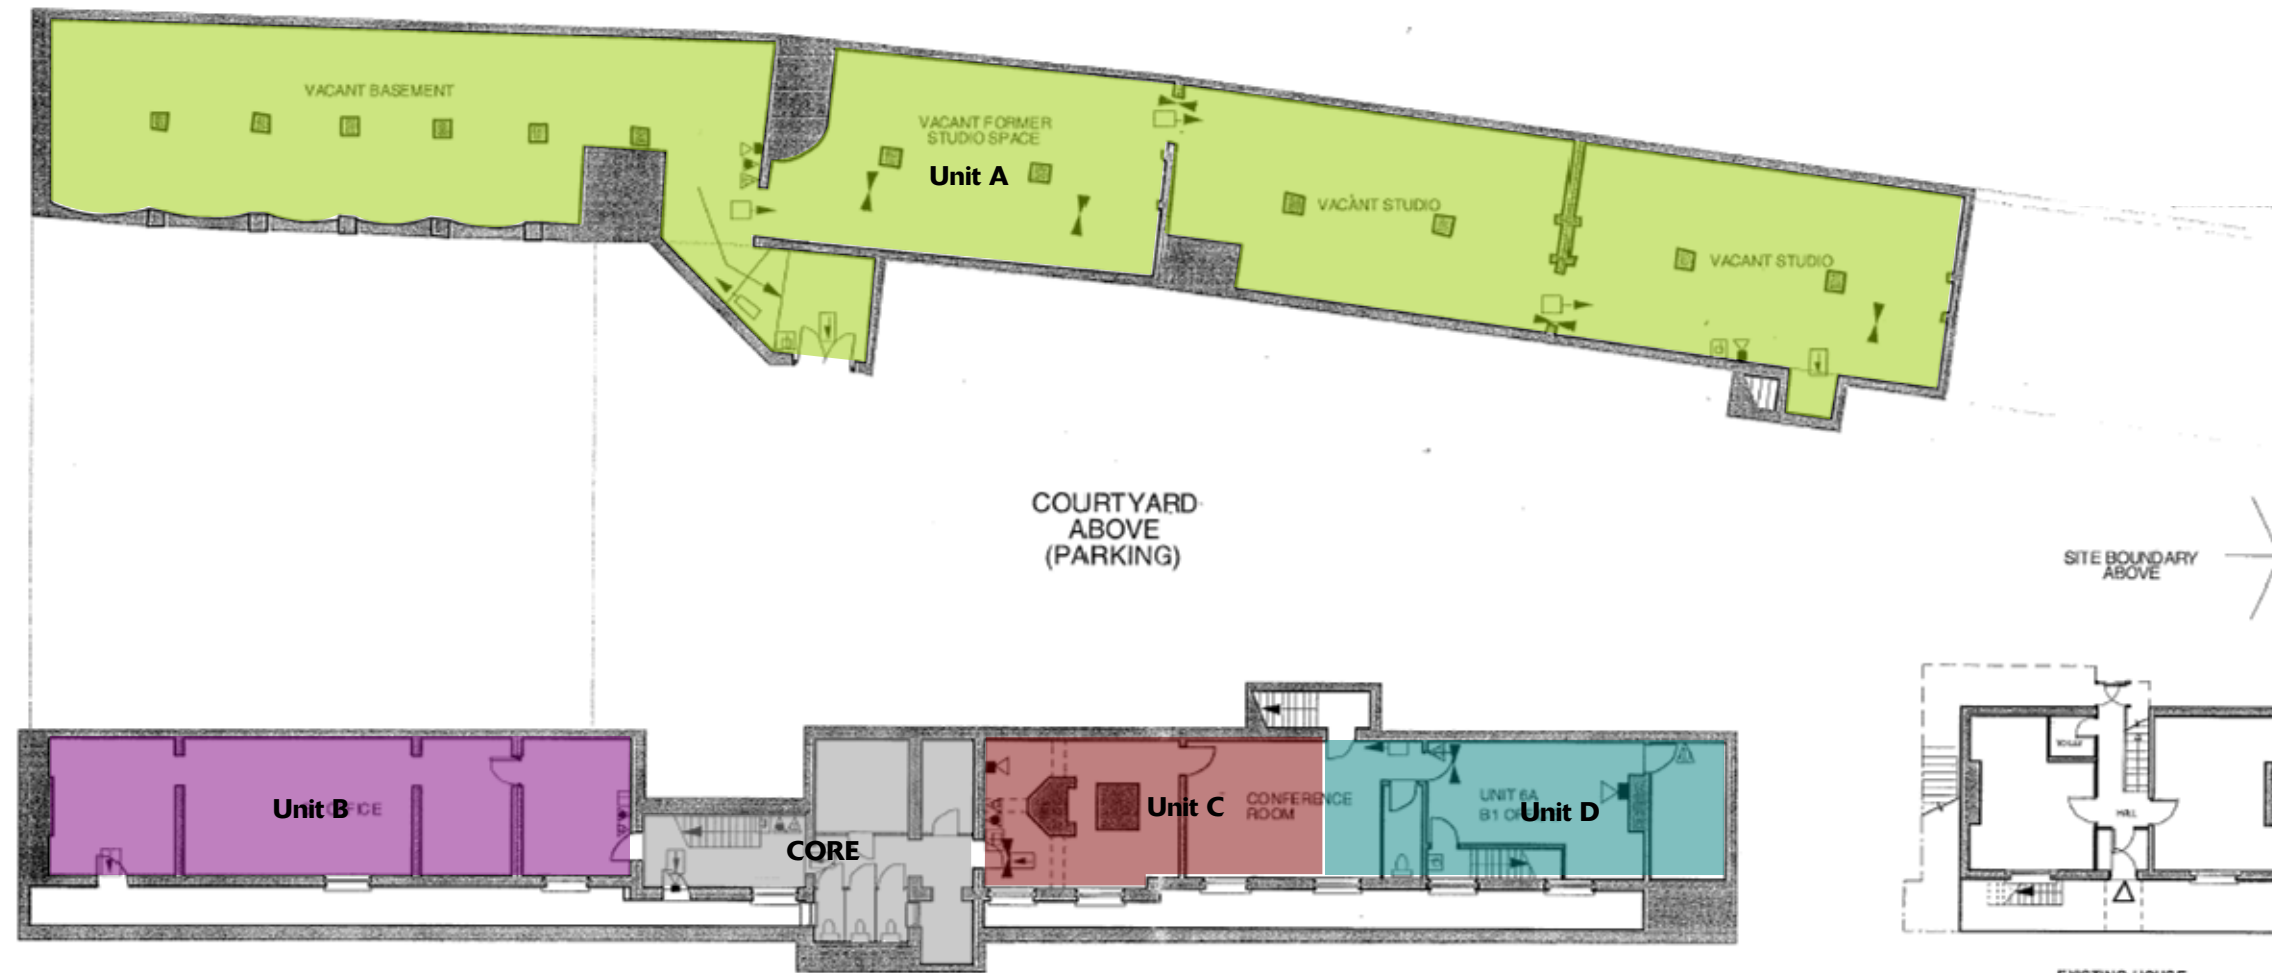 VACANT BASEMENT
VACANT FORMER
STUDIO SPACE
Unit A
VACANT STUDIO
VACANT STUDIO
COURTYARD
ABOVE
(PARKING)
SITE BOUNDARY
ABOVE
Unit B
CORE
Unit C
CONFERENCE
ROOM
UNIT 6A
B1
Unit D
HALL